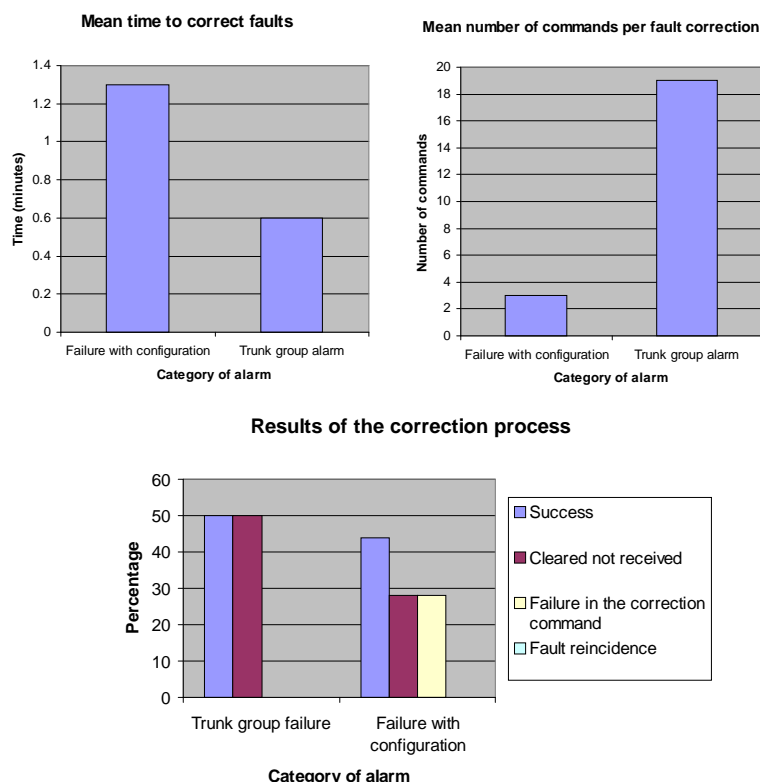 Mean time to correct faults
1.4
1.2
1
0.8
0.6
0.4
0.2
0
Time (minutes)
Failure with configuration
Trunk group alarm
Category of alarm
Mean number of commands per fault correction
20
18
16
14
12
10
8
6
4
2
0
Number of commands
Failure with configuration
Trunk group alarm
Category of alarm
Results of the correction process
60
50
40
30
20
10
0
Percentage
Trunk group failure
Failure with
configuration
Category of alarm
Success
Cleared not received
Failure in the correction
command
Fault reincidence